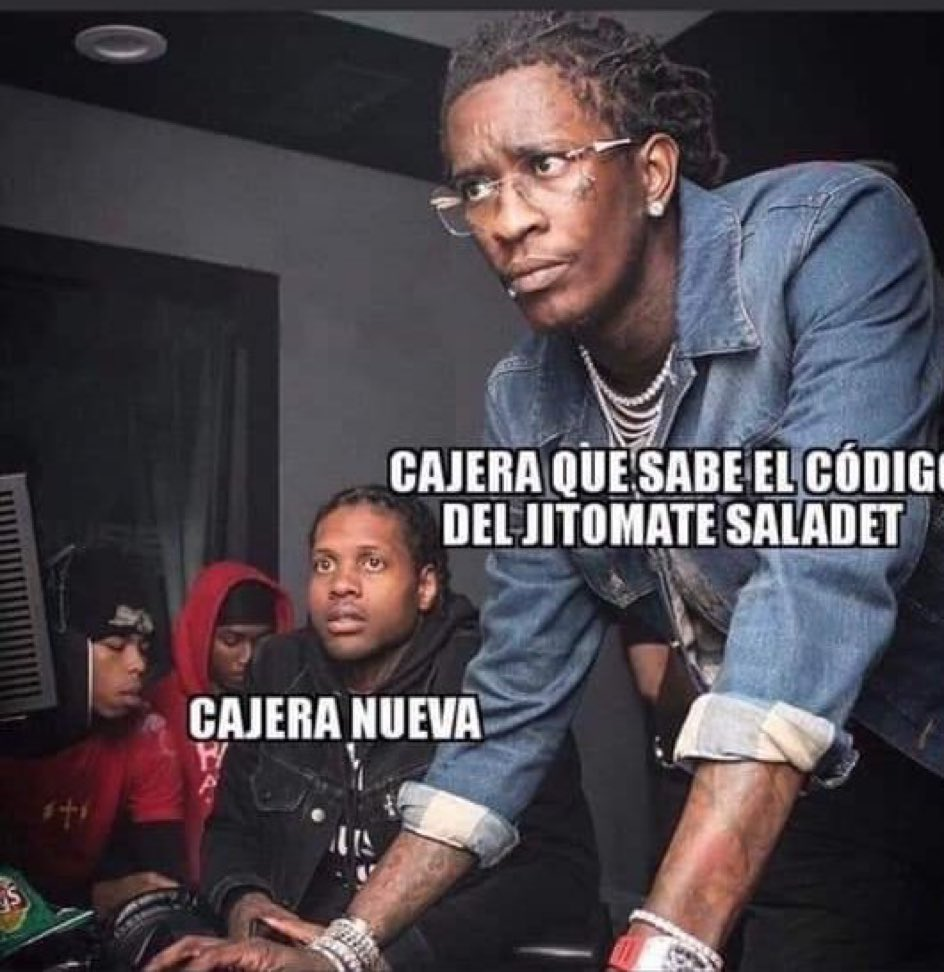 CAJERA QUE SABE EL CÓDIGO
DEL JITOMATE SALADET
CAJERA NUEVA